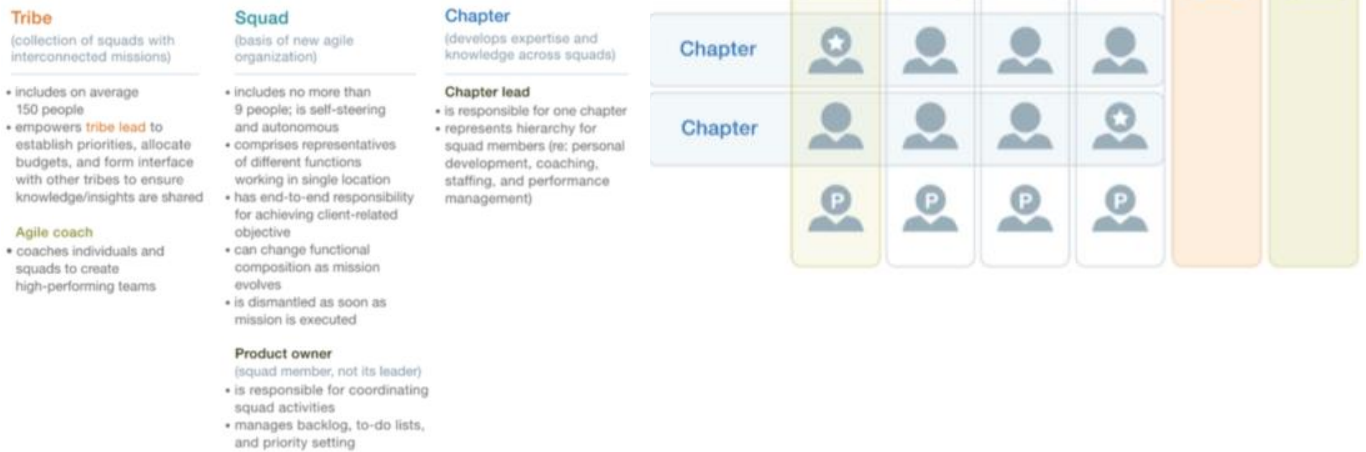 Tribe
(collection of squads with
interconnected missions)
• includes on average
150 people
• empowers tribe lead to
establish priorities, allocate
budgets, and form interface
with other tribes to ensure
knowledge/insights are shared
Agile coach
• coaches individuals and
squads to create
high-performing teams
Squad
(basis of new agile
organization)
• includes no more than
9 people; is self-steering
and autonomous
• comprises representatives
of different functions
working in single location
• has end-to-end responsibility
for achieving client-related
objective
• can change functional
composition as mission
evolves
• is dismantled as soon as
mission is executed
Product owner
(squad member, not its leader)
• is responsible for coordinating
squad activities
• manages backlog, to-do lists,
and priority setting
Chapter
(develops expertise and
knowledge across squads)
Chapter lead
• is responsible for one chapter
• represents hierarchy for
squad members (re: personal
development, coaching,
staffing, and performance
management)
Chapter
Chapter
P P P P